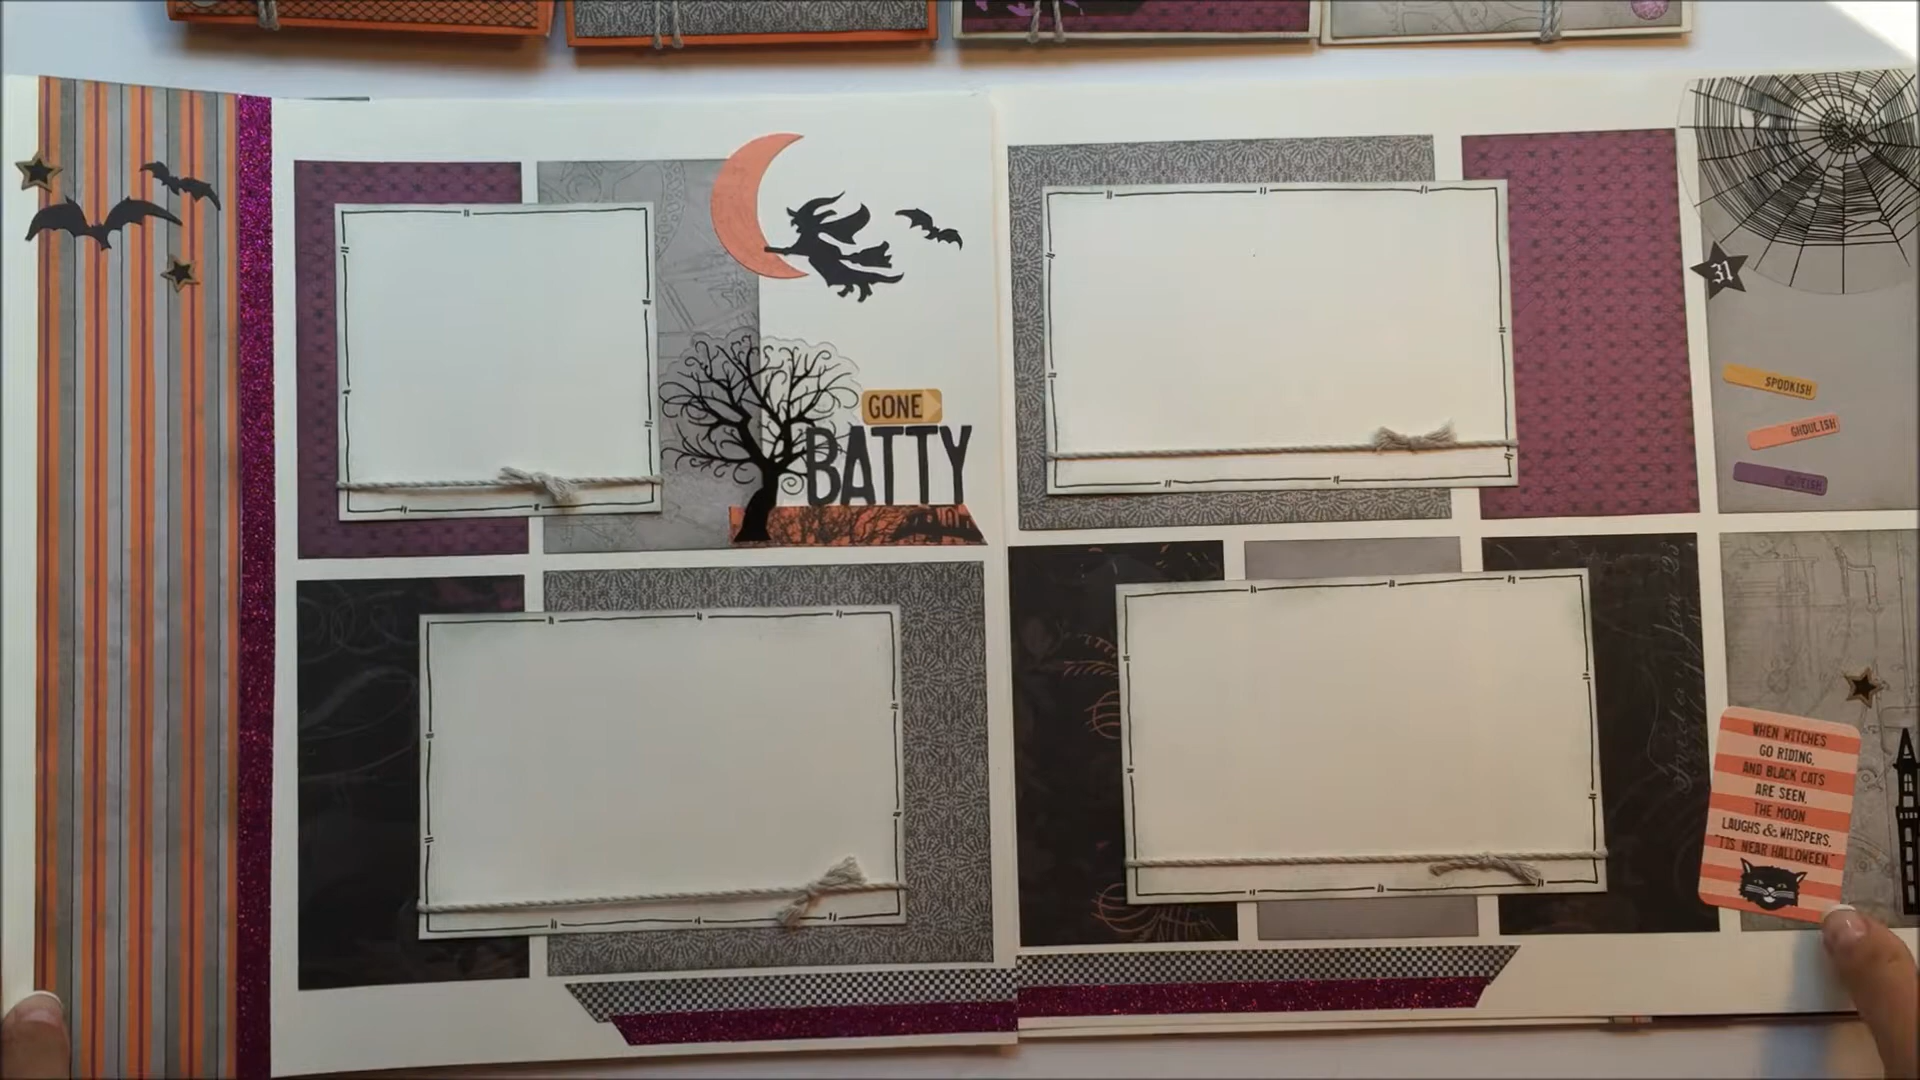 GONE
BATTY
31
SPOOKISH
GHOULISH
CUTEISH
WHEN WITCHES
GO RIDING,
AND BLACK CATS
ARE SEEN,
THE MOON
LAUGHS & WHISPERS,
'TIS NEAR HALLOWEEN."